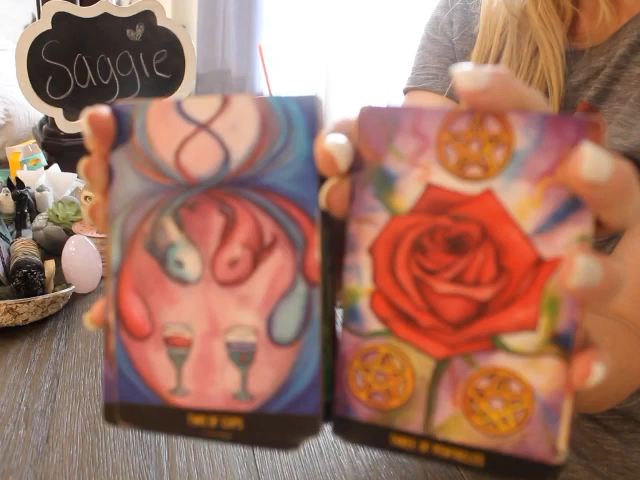 Saggie
TWO OF CUPS
THREE OF PENTACLES